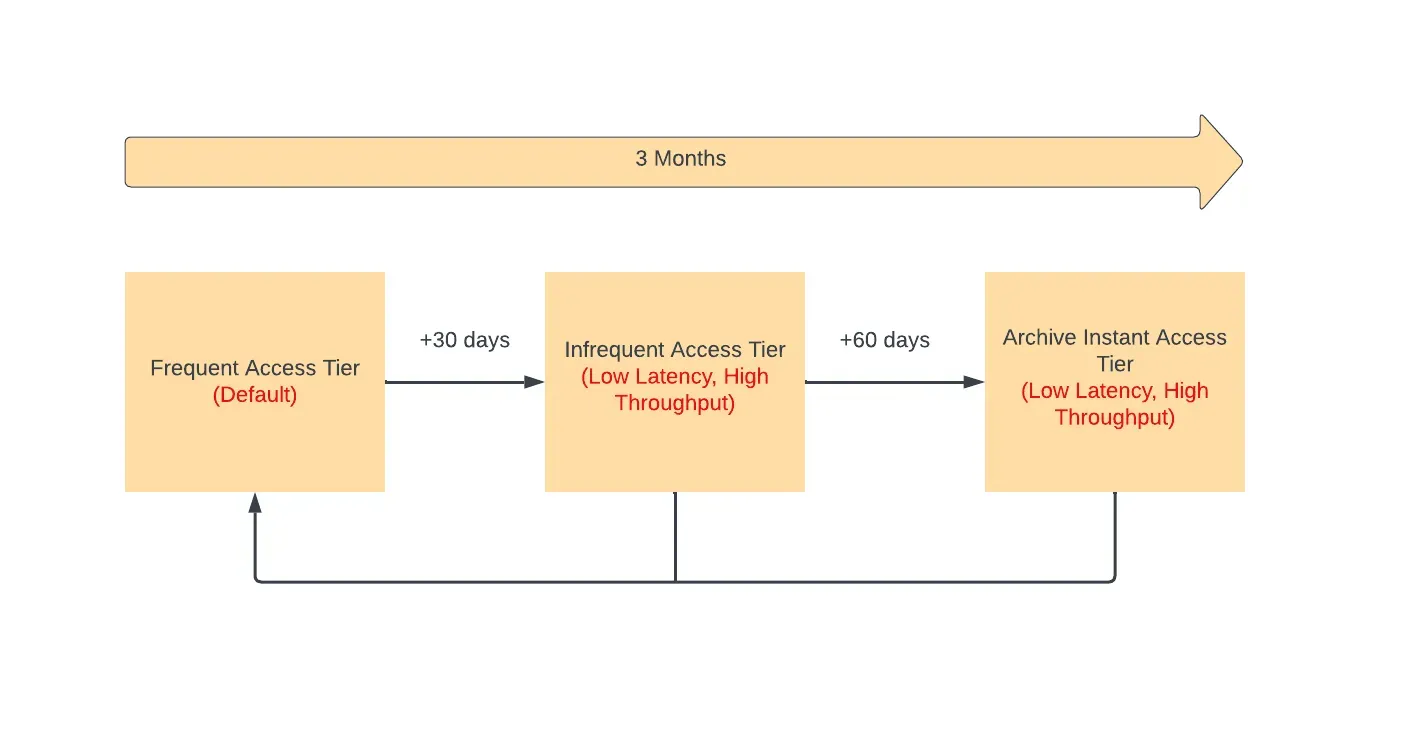 3 Months
Frequent Access Tier
(Default)
+30 days
Infrequent Access Tier
(Low Latency, High
Throughput)
+60 days
Archive Instant Access
Tier
(Low Latency, High
Throughput)